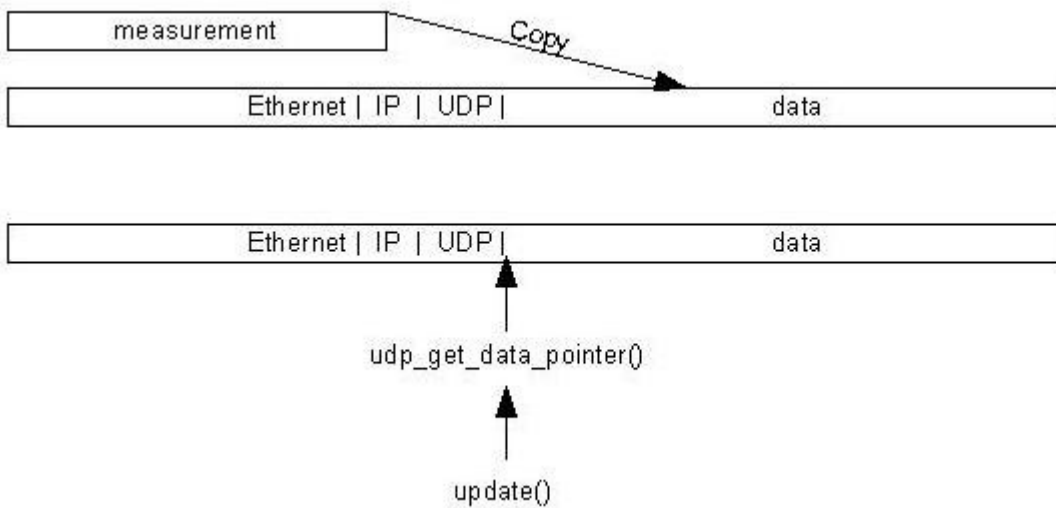 measurement
Copy
Ethernet | IP | UDP | data
Ethernet | IP | UDP | data
udp_get_data_pointer()
update()